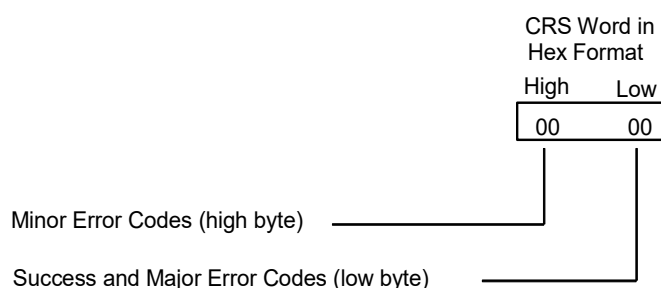 CRS Word in
Hex Format
High Low
00 00
Minor Error Codes (high byte)
Success and Major Error Codes (low byte)